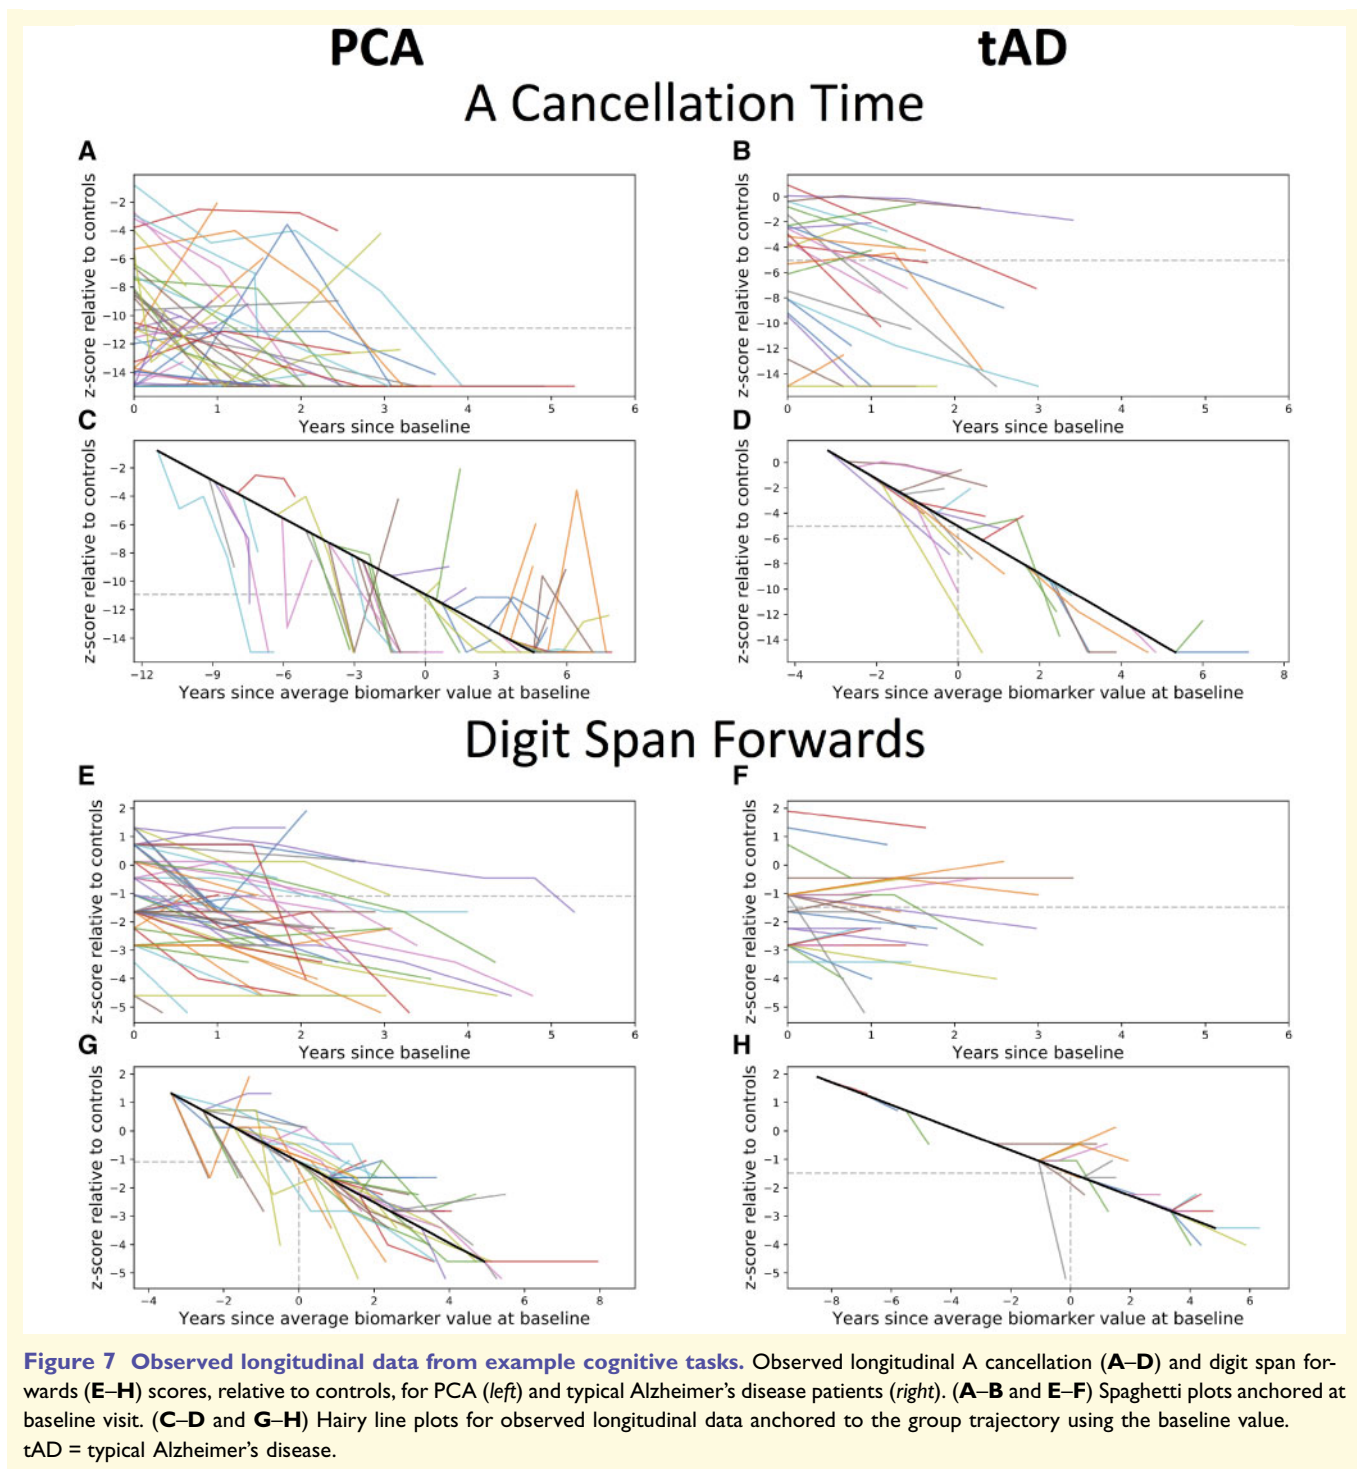 PCA
tAD
A Cancellation Time
A
B
z-score relative to controls
−2
−4
−6
−8
−10
−12
−14
0 1 2 3 4 5 6
Years since baseline
z-score relative to controls
0
−2
−4
−6
−8
−10
−12
−14
0 1 2 3 4 5 6
Years since baseline
C
D
z-score relative to controls
−2
−4
−6
−8
−10
−12
−14
−12 −9 −6 −3 0 3 6
Years since average biomarker value at baseline
z-score relative to controls
0
−2
−4
−6
−8
−10
−12
−14
−4 −2 0 2 4 6 8
Years since average biomarker value at baseline
Digit Span Forwards
E
F
z-score relative to controls
2
1
0
−1
−2
−3
−4
−5
0 1 2 3 4 5 6
Years since baseline
z-score relative to controls
2
1
0
−1
−2
−3
−4
−5
0 1 2 3 4 5 6
Years since baseline
G
H
z-score relative to controls
2
1
0
−1
−2
−3
−4
−5
−4 −2 0 2 4 6 8
Years since average biomarker value at baseline
z-score relative to controls
2
1
0
−1
−2
−3
−4
−5
−8 −6 −4 −2 0 2 4 6
Years since average biomarker value at baseline
Figure 7 Observed longitudinal data from example cognitive tasks. Observed longitudinal A cancellation (A–D) and digit span for-
wards (E–H) scores, relative to controls, for PCA (left) and typical Alzheimer’s disease patients (right). (A–B and E–F) Spaghetti plots anchored at
baseline visit. (C–D and G–H) Hairy line plots for observed longitudinal data anchored to the group trajectory using the baseline value.
tAD = typical Alzheimer’s disease.